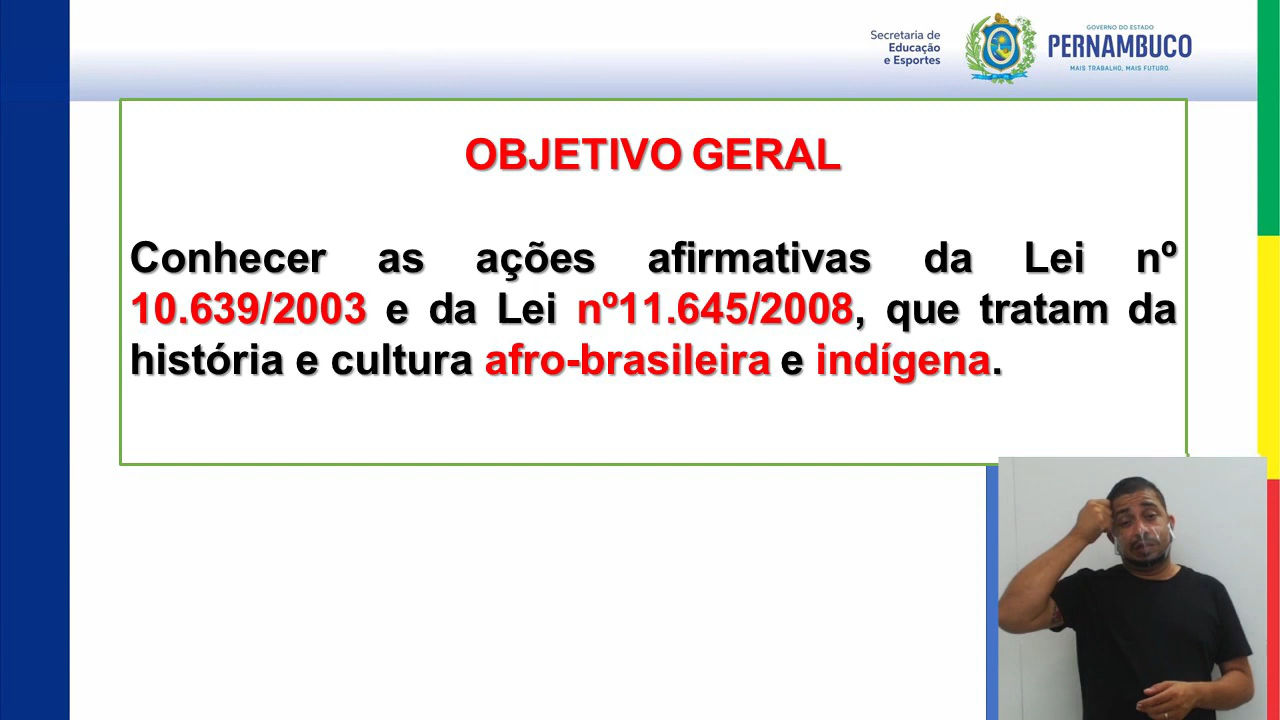 Secretaria de
Educação
e Esportes
GOVERNO DO ESTADO
PERNAMBUCO
MAIS TRABALHO, MAIS FUTURO.
OBJETIVO GERAL
Conhecer as ações afirmativas da Lei nº
10.639/2003 e da Lei nº11.645/2008, que tratam da
história e cultura afro-brasileira e indígena.